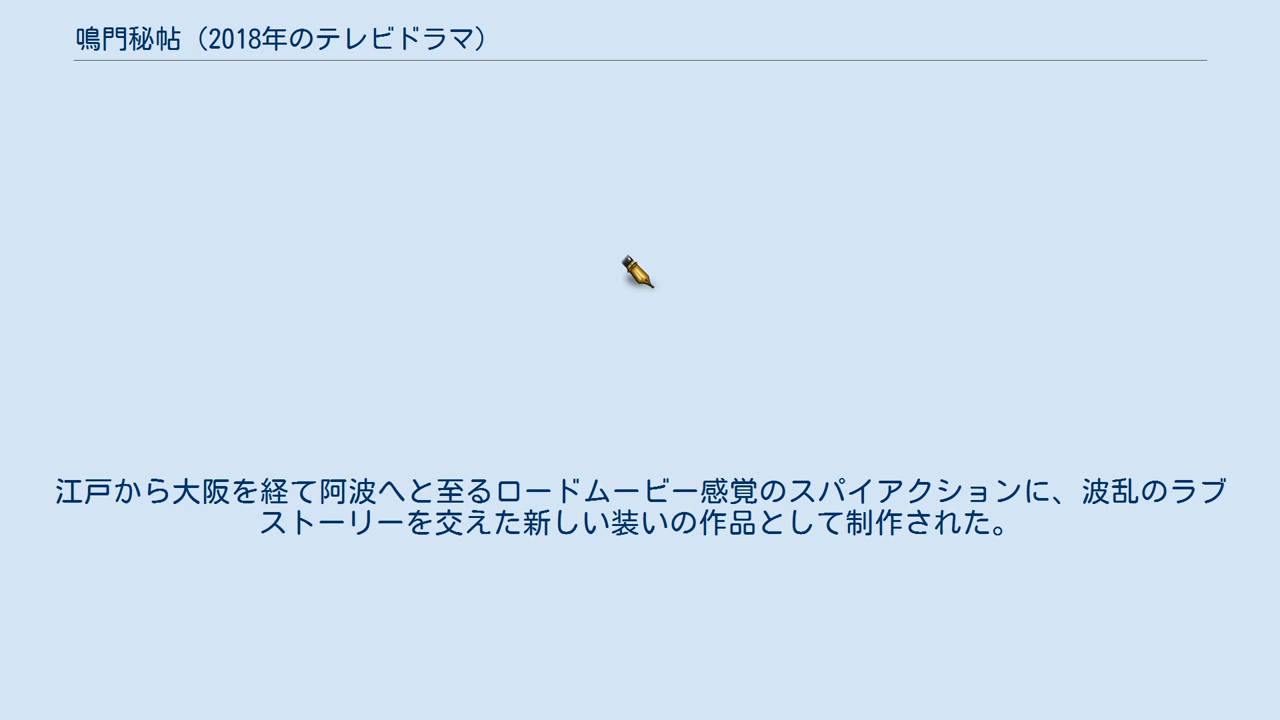 鳴門秘帖（2018年のテレビドラマ）
江戸から大阪を経て阿波へと至るロードムービー感覚のスパイアクションに、波乱のラブ
ストーリーを交えた新しい装いの作品として制作された。